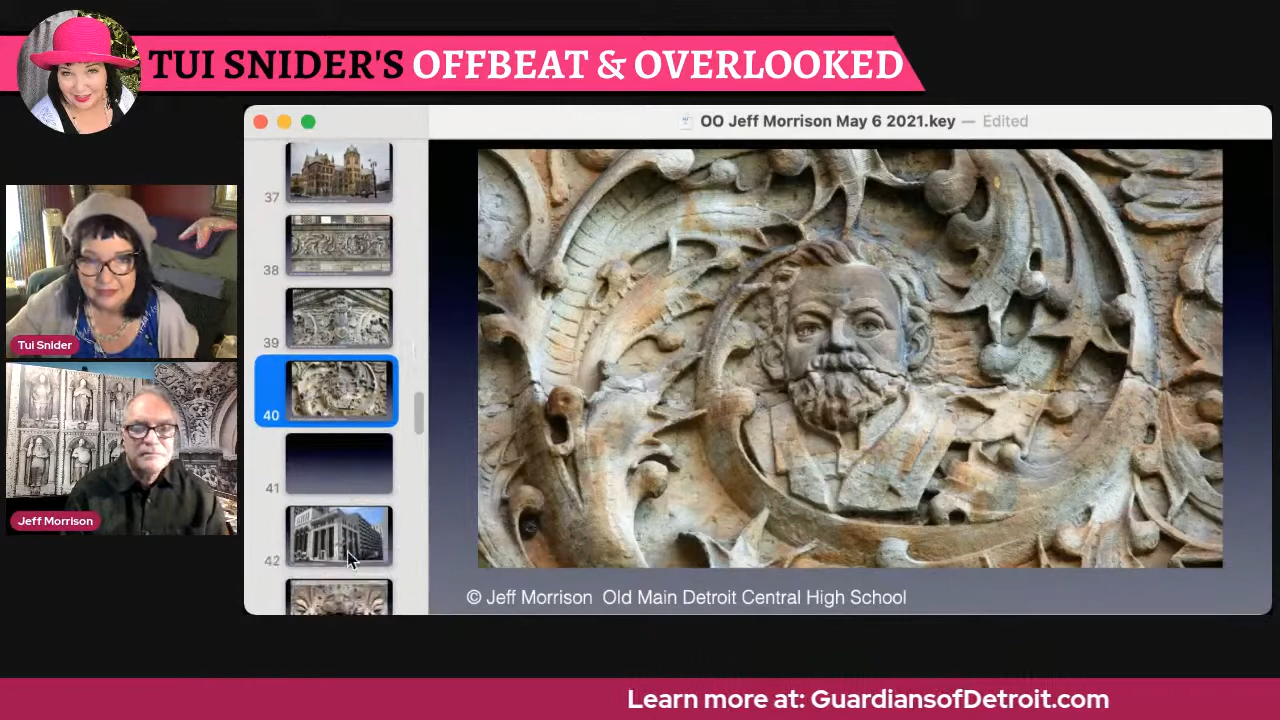 TUI SNIDER'S OFFBEAT & OVERLOOKED
OO Jeff Morrison May 6 2021.key — Edited
37
38
39
40
41
42
Tui Snider
Jeff Morrison
© Jeff Morrison Old Main Detroit Central High School
Learn more at: GuardiansofDetroit.com